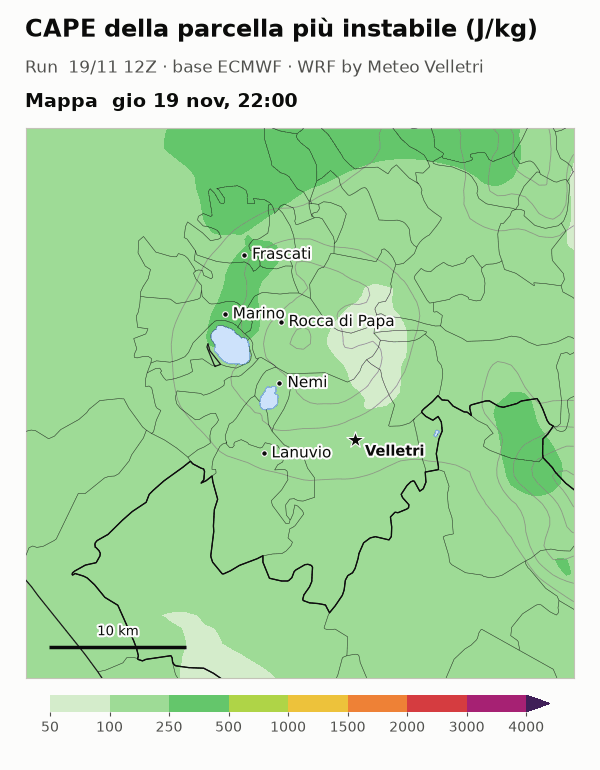 CAPE della parcella più instabile (J/kg)
Run  19/11 12Z · base ECMWF · WRF by Meteo Velletri
Mappa  gio 19 nov, 22:00
Frascati
Marino
Rocca di Papa
Nemi
Velletri
Lanuvio
10 km
50 100 250 500 1000 1500 2000 3000 4000